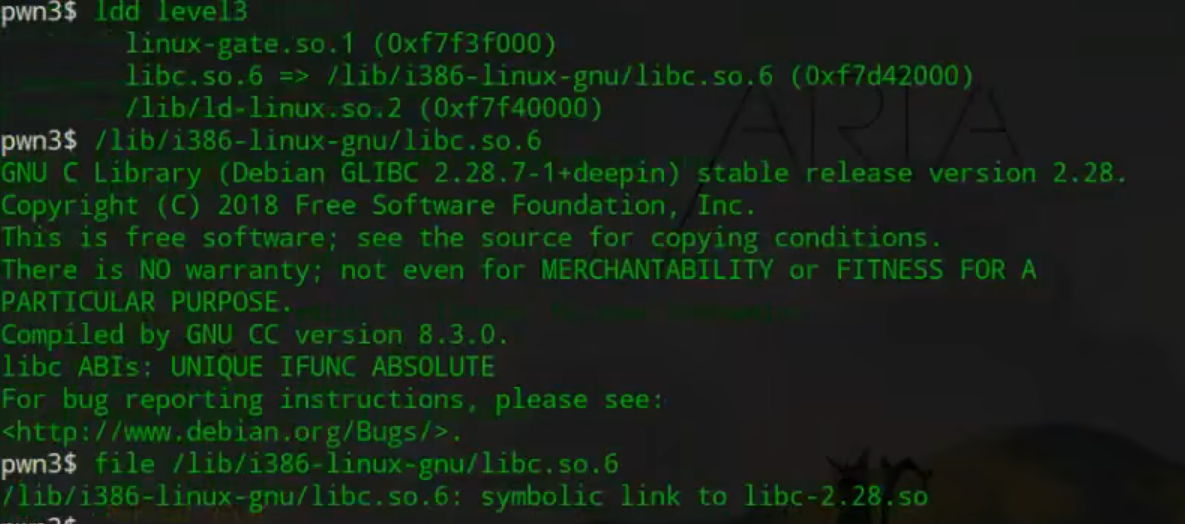 pwn3$ ldd level3
linux-gate.so.1 (0xf7f3f000)
libc.so.6 => /lib/i386-linux-gnu/libc.so.6 (0xf7d42000)
/lib/ld-linux.so.2 (0xf7f40000)
pwn3$ /lib/i386-linux-gnu/libc.so.6
GNU C Library (Debian GLIBC 2.28.7-1+deepin) stable release version 2.28.
Copyright (C) 2018 Free Software Foundation, Inc.
This is free software; see the source for copying conditions.
There is NO warranty; not even for MERCHANTABILITY or FITNESS FOR A
PARTICULAR PURPOSE.
Compiled by GNU CC version 8.3.0.
libc ABIs: UNIQUE IFUNC ABSOLUTE
For bug reporting instructions, please see:
<http://www.debian.org/Bugs/>.
pwn3$ file /lib/i386-linux-gnu/libc.so.6
/lib/i386-linux-gnu/libc.so.6: symbolic link to libc-2.28.so
ARIA